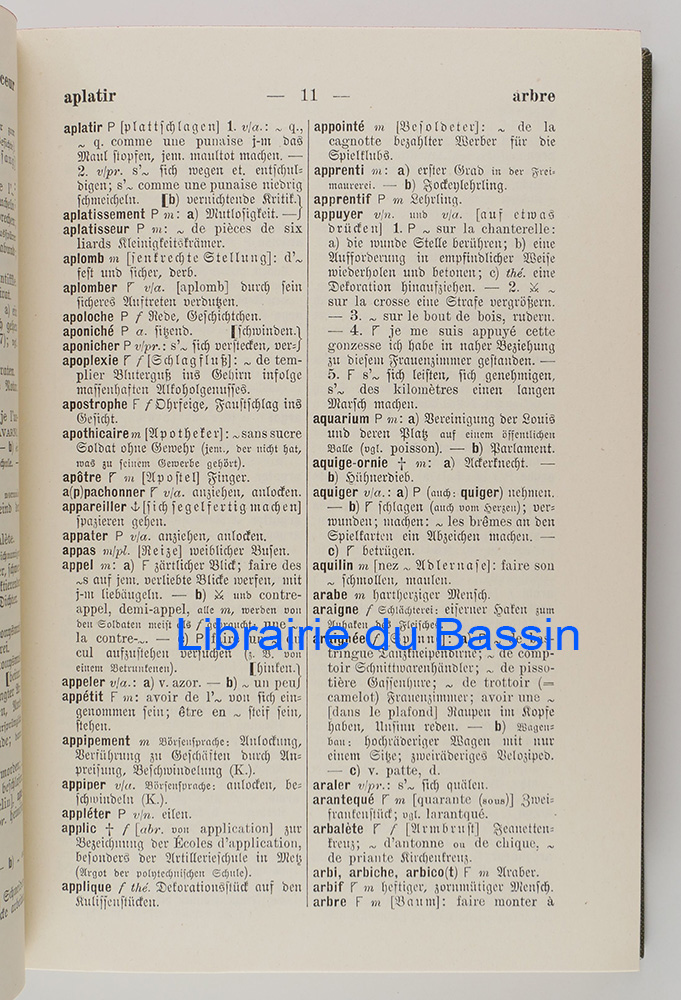 aplatir — 11 — arbre
aplatir P [plattschlagen] 1. v/a.: ~ q.,
~ q. comme une punaise j-m das
Maul stopfen, jem. maultot machen. —
2. v/pr. s'~ sich wegen et. entschul=
digen; s'~ comme une punaise niedrig
schmeicheln. [b) vernichtende Kritik.}
aplatissement P m: a) Mutlosigkeit. —
aplatisseur P m: ~ de pièces de six
liards Kleinigkeitskrämer.
aplomb m [senkrechte Stellung]: d'~
fest und sicher, derb.
aplomber Γ v/a. [aplomb] durch sein
sicheres Auftreten verdutzen.
apoloche P f Rede, Geschichtchen.
aponiché P a. sitzend. [schwinden.}
aponicher P v/pr.: s'~ sich verstecken, ver=
apoplexie Γ f [Schlagfluß]: ~ de tem-
plier Bluterguß ins Gehirn infolge
massenhaften Alkoholgenusses.
apostrophe F f Ohrfeige, Faustschlag ins
Gesicht.
apothicaire m [Apotheker]: ~ sans sucre
Soldat ohne Gewehr (jem., der nicht hat,
was zu seinem Gewerbe gehört).
apôtre Γ m [Apostel] Finger.
a(p)pachonner Γ v/a. anziehen, anlocken.
appareiller ⚓ [sich segelfertig machen]
spazieren gehen.
appater P v/a. anziehen, anlocken.
appas m/pl. [Reize] weiblicher Busen.
appel m: a) F zärtlicher Blick; faire des
~s auf jem. verliebte Blicke werfen, mit
j-m liebäugeln. — b) ⚔ und contre-
appel, demi-appel, alle m, werden von
den Soldaten meist als f gebraucht: une ~,
la contre-~. — c) P faire un ~ de
cul aufzustehen versuchen (z. B. von
einem Betrunkenen). [hinken.}
appeler v/a.: a) v. azor. — b) ~ un peu
appétit F m: avoir de l'~ von sich ein=
genommen sein; être en ~ steif sein,
stehen.
appipement m Börsensprache: Anlockung,
Verführung zu Geschäften durch An=
preisung, Beschwindelung (K.).
appiper v/a. Börsensprache: anlocken, be=
schwindeln (K.).
appléter P v/n. eilen.
applic † f [abr. von application] zur
Bezeichnung der Écoles d'application,
besonders der Artillerieschule in Metz
(Argot der polytechnischen Schule).
applique f thé. Dekorationsstück auf den
Kulissenstücken.
appointé m [Besoldeter]: ~ de la
cagnotte bezahlter Werber für die
Spielklubs.
apprenti m: a) erster Grad in der Frei=
maurerei. — b) Jockeylehrling.
apprentif P m Lehrling.
appuyer v/n. und v/a. [auf etwas
drücken] 1. P ~ sur la chanterelle:
a) die wunde Stelle berühren; b) eine
Aufforderung in empfindlicher Weise
wiederholen und betonen; c) thé. eine
Dekoration hinaufziehen. — 2. ⚔ ~
sur la crosse eine Strafe vergrößern.
— 3. ~ sur le bout de bois, rudern.
— 4. Γ je me suis appuyé cette
gonzesse ich habe in naher Beziehung
zu diesem Frauenzimmer gestanden. —
5. F s'~ sich leisten, sich genehmigen,
s'~ des kilomètres einen langen
Marsch machen.
aquarium P m: a) Vereinigung der Louis
und deren Platz auf einem öffentlichen
Balle (vgl. poisson). — b) Parlament.
aquige-ornie † m: a) Ackerknecht. —
b) Hühnerdieb.
aquiger v/a.: a) P (auch: quiger) nehmen.
— b) Γ schlagen (auch vom Herzen); ver=
wunden; machen: ~ les brêmes an den
Spielkarten ein Abzeichen machen. —
c) Γ betrügen.
aquilin m [nez ~ Adlernase]: faire son
~ schmollen, maulen.
arabe m hartherziger Mensch.
araigne f Schlächterei: eiserner Haken zum
Aufhaken des Fleisches.
araignée f [Spinne]: a) ~ de bas-
tringue Tanzkneipendirne; ~ de comp-
toir Schnittwarenhändler; ~ de pisso-
tière Gassenhure; ~ de trottoir (=
camelot) Frauenzimmer; avoir une ~
[dans le plafond] Raupen im Kopfe
haben, Unsinn reden. — b) Wagen=
bau: hochräderiger Wagen mit nur
einem Sitze; zweiräderiges Veloziped.
— c) v. patte, d.
araler v/pr.: s'~ sich quälen.
arantequé Γ m [quarante (sous)] Zwei=
frankenstück; vgl. larantqué.
arbalète Γ f [Armbrust] Jeanetten=
kreuz; ~ d'antonne ou de chique, ~
de priante Kirchenkreuz.
arbi, arbiche, arbico(t) F m Araber.
arbif Γ m heftiger, zornmütiger Mensch.
arbre F m [Baum]: faire monter à
Librairie du Bassin